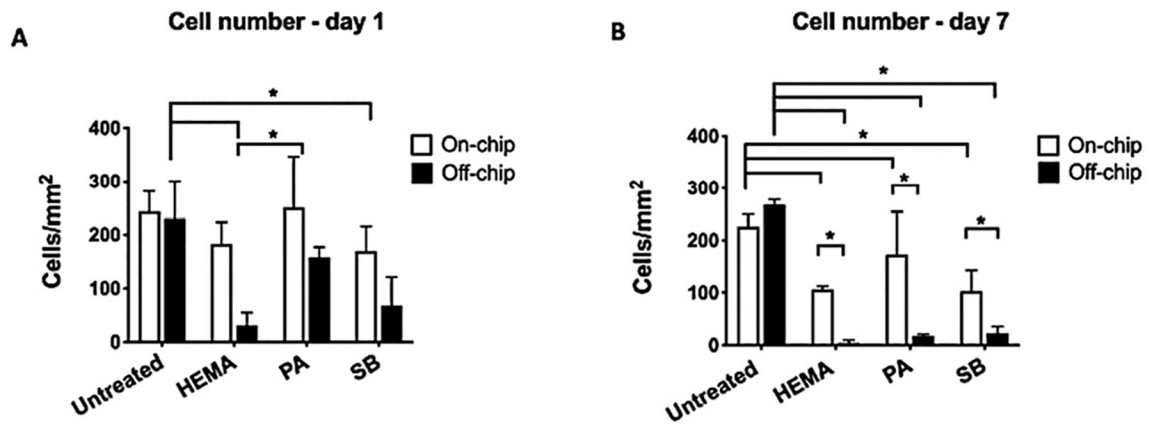 A
Cell number - day 1
*
*
400
300
200
100
0
Cells/mm²
On-chip
Off-chip
Untreated
HEMA
PA
SB
B
Cell number - day 7
*
*
*
*
*
400
300
200
100
0
Cells/mm²
On-chip
Off-chip
Untreated
HEMA
PA
SB